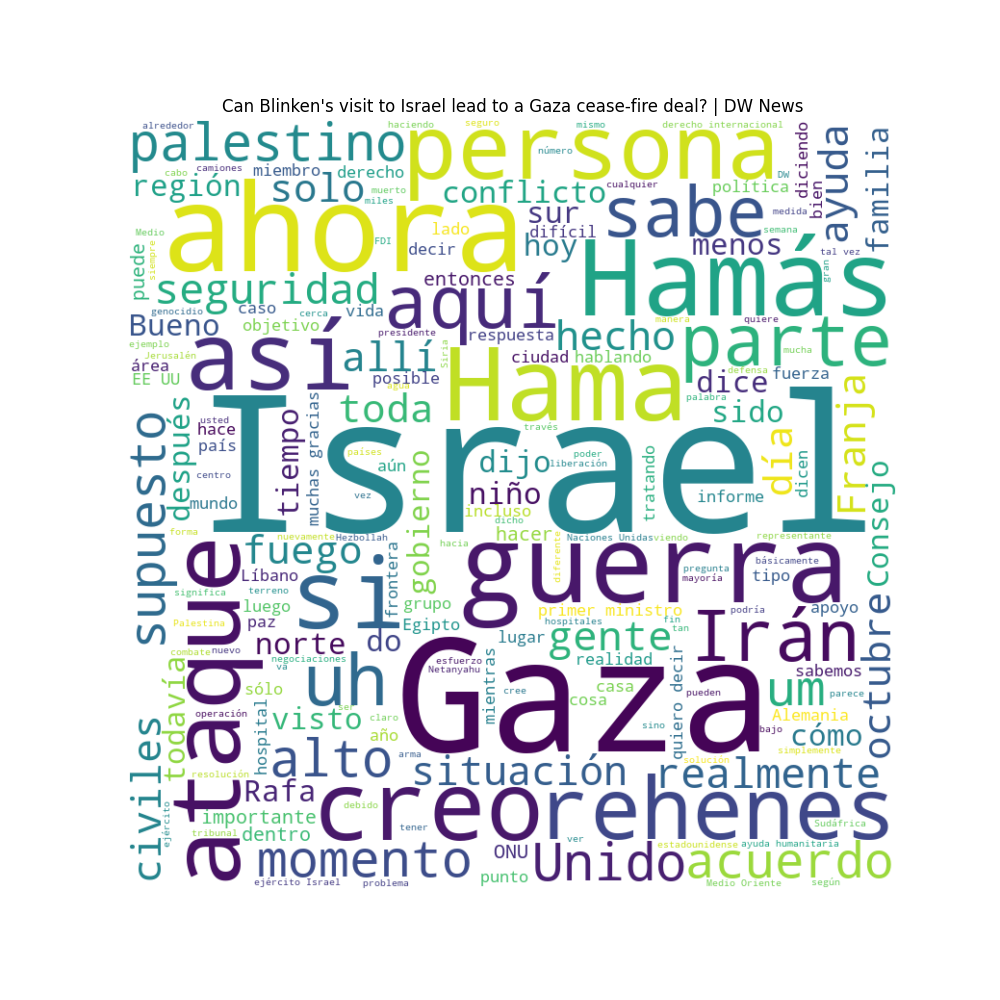 Can Blinken's visit to Israel lead to a Gaza cease-fire deal? | DW News
alrededor
haciendo
seguro
mismo
derecho internacional
palestino
persona
número
diciendo
ayuda
familia
cabo
camiones
miembro
derecho
DW
región
solo
muerto
conflicto
cualquier
política
bien
miles
ahora
sur
sabe
medida
lado
difícil
semana
Medio
siempre
puede
FDI
decir
hoy
menos
tal vez
Hamás
gran
seguridad
entonces
aquí
genocidio
caso
cerca
vida
manera
quiere
Bueno
objetivo
presidente
respuesta
hecho
parte
ejemplo
así
allí
Siria
ciudad
hablando
mucha
Jerusalén
área
posible
Hama
dice
defensa
fuerza
EE UU
agua
toda
palabra
sido
Franja
supuesto
después
usted
hace
tiempo
muchas gracias
Israel
través
día
país
países
aún
dijo
poder
liberación
tratando
dicen
Consejo
centro
niño
informe
mundo
vez
gobierno
incluso
dicho
hacer
forma
nuevamente
Hezbollah
hacia
diferente
Naciones Unidas
viendo
representante
ataque
fuego
frontera
guerra
pregunta
básicamente
Líbano
mayoría
tipo
significa
terreno
si
luego
grupo
primer ministro
podría
apoyo
octubre
Palestina
paz
Egipto
hospitales
fin
tan
norte
do
lugar
gente
Irán
combate
nuevo
negociaciones
va
esfuerzo
Netanyahu
realidad
sabemos
todavía
uh
mientras
cree
Gaza
quiero decir
pueden
um
parece
sólo
ser
casa
cosa
operación
hospital
visto
claro
sino
bajo
Alemania
civiles
año
cómo
alto
arma
solución
simplemente
situación
realmente
resolución
Rafa
creo
rehenes
ejército
importante
debido
tribunal
dentro
tener
ver
Sudáfrica
momento
ONU
Unido
estadounidense
ayuda humanitaria
acuerdo
ejército Israel
problema
punto
Medio Oriente
según